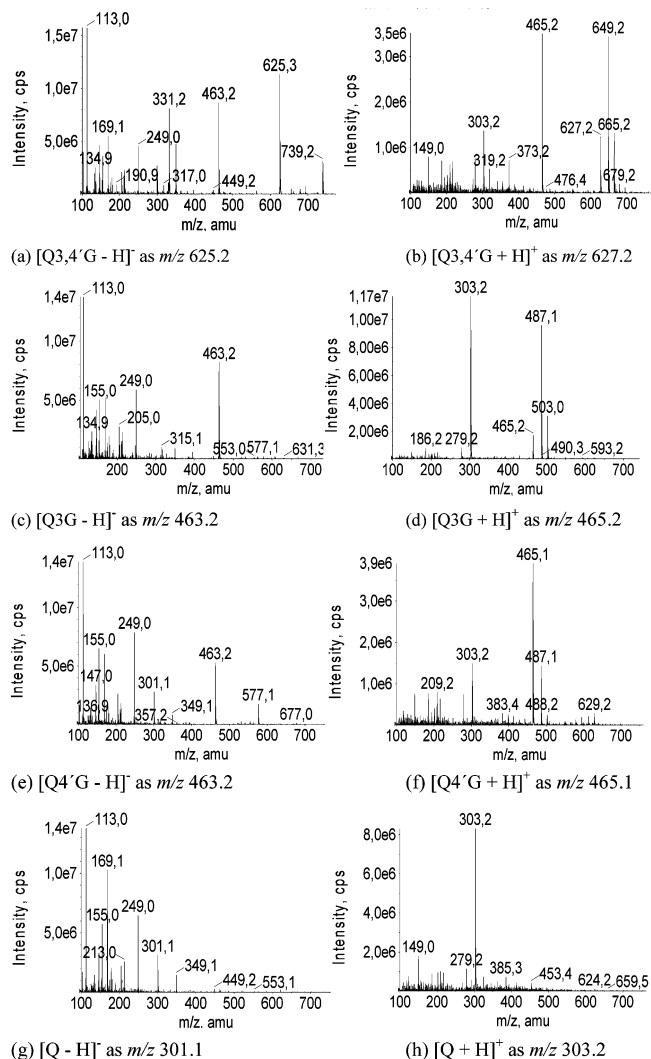 113,0
1,5e7
1,0e7
5,0e6
Intensity, cps
625,3
331,2
463,2
169,1
249,0
739,2
134,9
190,9
317,0
449,2
100 200 300 400 500 600 700
m/z, amu
(a) [Q3,4´G - H]- as m/z 625.2
3,5e6
3,0e6
2,0e6
1,0e6
Intensity, cps
465,2
649,2
303,2
627,2
665,2
149,0
319,2
373,2
476,4
679,2
100 200 300 400 500 600 700
m/z, amu
(b) [Q3,4´G + H]+ as m/z 627.2
1,4e7
1,0e7
5,0e6
Intensity, cps
113,0
463,2
155,0
249,0
134,9
205,0
315,1
553,0
577,1
631,3
200 300 400 500 600 700
m/z, amu
(c) [Q3G - H]- as m/z 463.2
1,17e7
1,00e7
8,00e6
6,00e6
4,00e6
2,00e6
Intensity, cps
303,2
487,1
503,0
465,2
186,2
279,2
490,3
593,2
100 200 300 400 500 600 700
m/z, amu
(d) [Q3G + H]+ as m/z 465.2
1,4e7
1,0e7
5,0e6
Intensity, cps
113,0
155,0
249,0
463,2
147,0
301,1
577,1
136,9
357,2
349,1
677,0
200 300 400 500 600 700
m/z, amu
(e) [Q4´G - H]- as m/z 463.2
3,9e6
3,0e6
2,0e6
1,0e6
Intensity, cps
465,1
303,2
487,1
209,2
383,4
488,2
629,2
100 200 300 400 500 600 700
m/z, amu
(f) [Q4´G + H]+ as m/z 465.1
1,4e7
1,0e7
5,0e6
Intensity, cps
113,0
169,1
155,0
249,0
213,0
301,1
349,1
449,2
553,1
100 200 300 400 500 600 700
m/z, amu
(g) [Q - H]- as m/z 301.1
8,0e6
6,0e6
4,0e6
2,0e6
Intensity, cps
303,2
149,0
279,2
385,3
453,4
624,2
659,5
100 200 300 400 500 600 700
m/z, amu
(h) [Q + H]+ as m/z 303.2